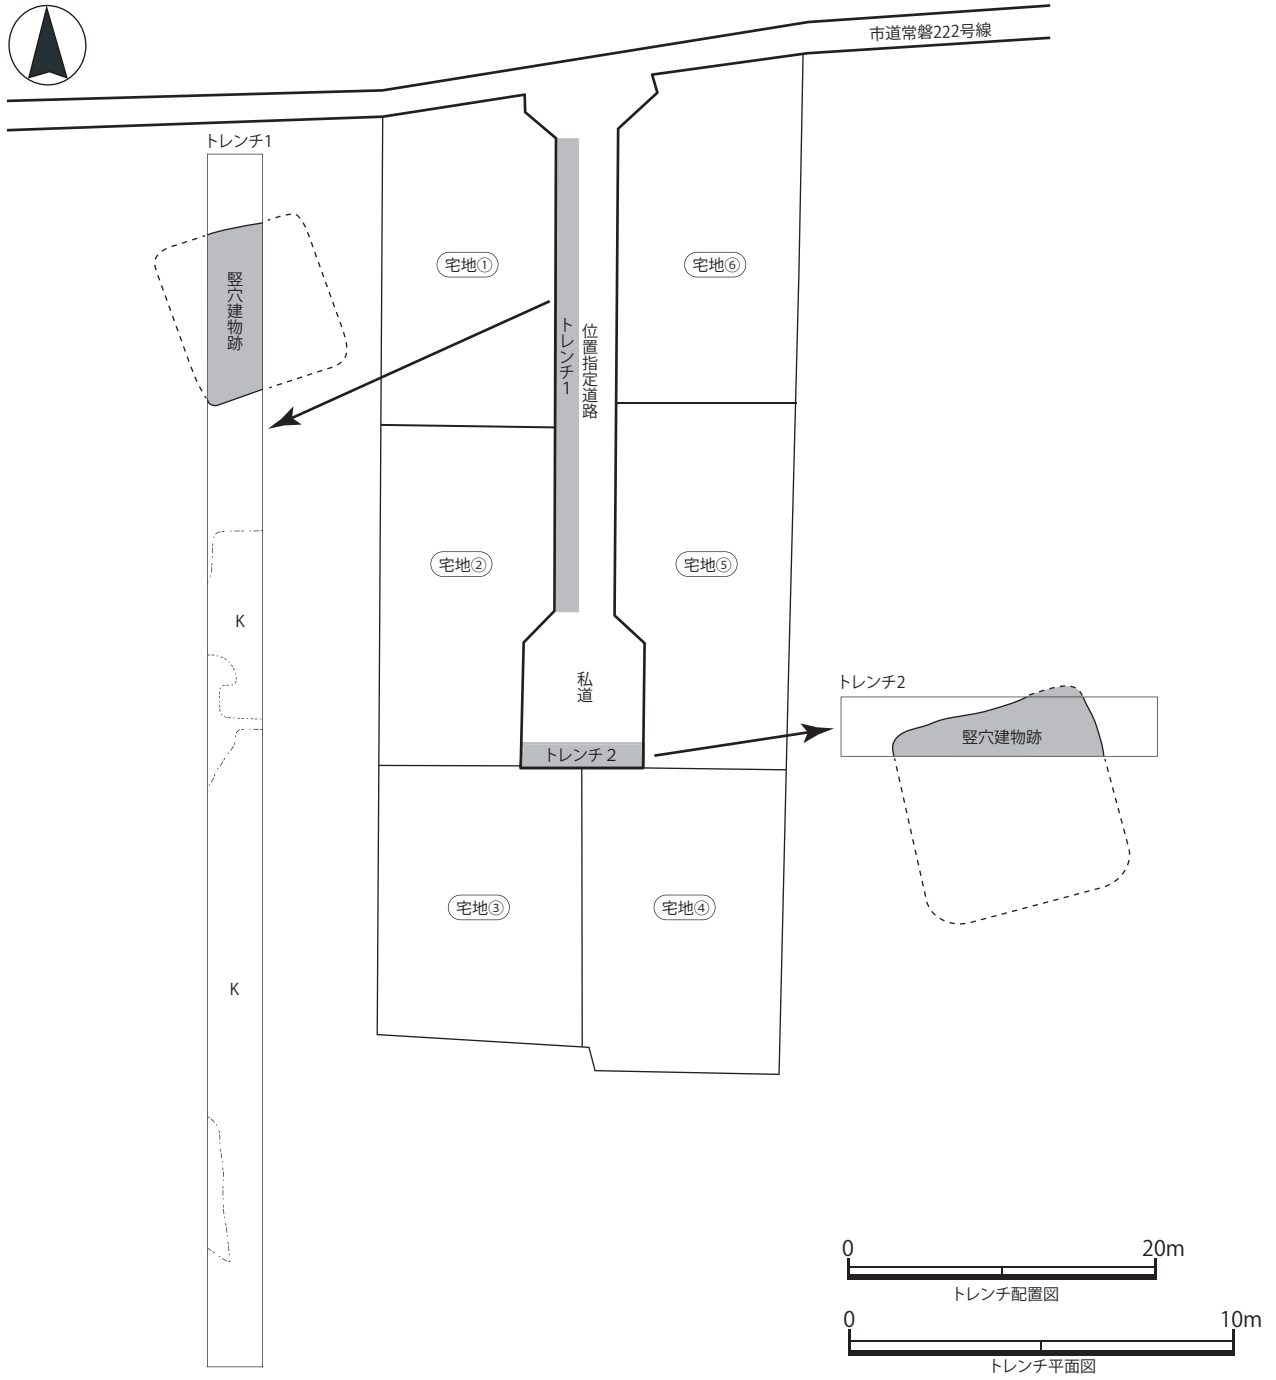 市道常磐222号線
トレンチ1
竪穴建物跡
宅地①
宅地⑥
トレンチ1
位置指定道路
宅地②
宅地⑤
K
私道
トレンチ2
トレンチ2
竪穴建物跡
宅地③
宅地④
K
0 20m
トレンチ配置図
0 10m
トレンチ平面図